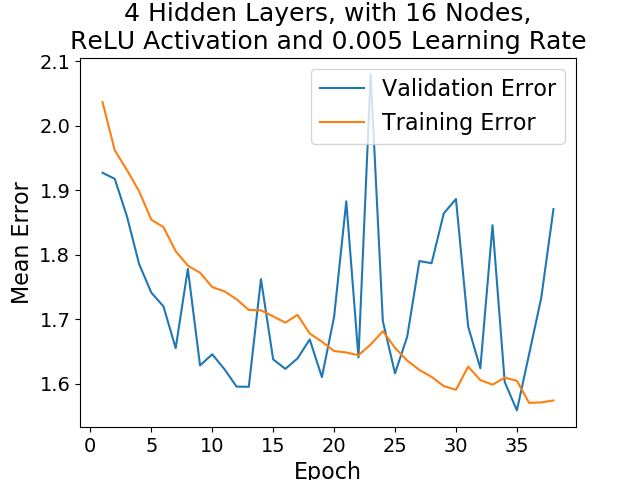 4 Hidden Layers, with 16 Nodes,
ReLU Activation and 0.005 Learning Rate
Validation Error
Training Error
Mean Error
2.1
2.0
1.9
1.8
1.7
1.6
0 5 10 15 20 25 30 35
Epoch